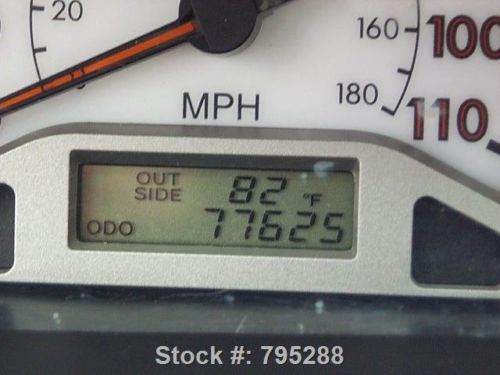 20
160
100
MPH
180
110
OUT SIDE 82 °F
ODO 77625
Stock #: 795288